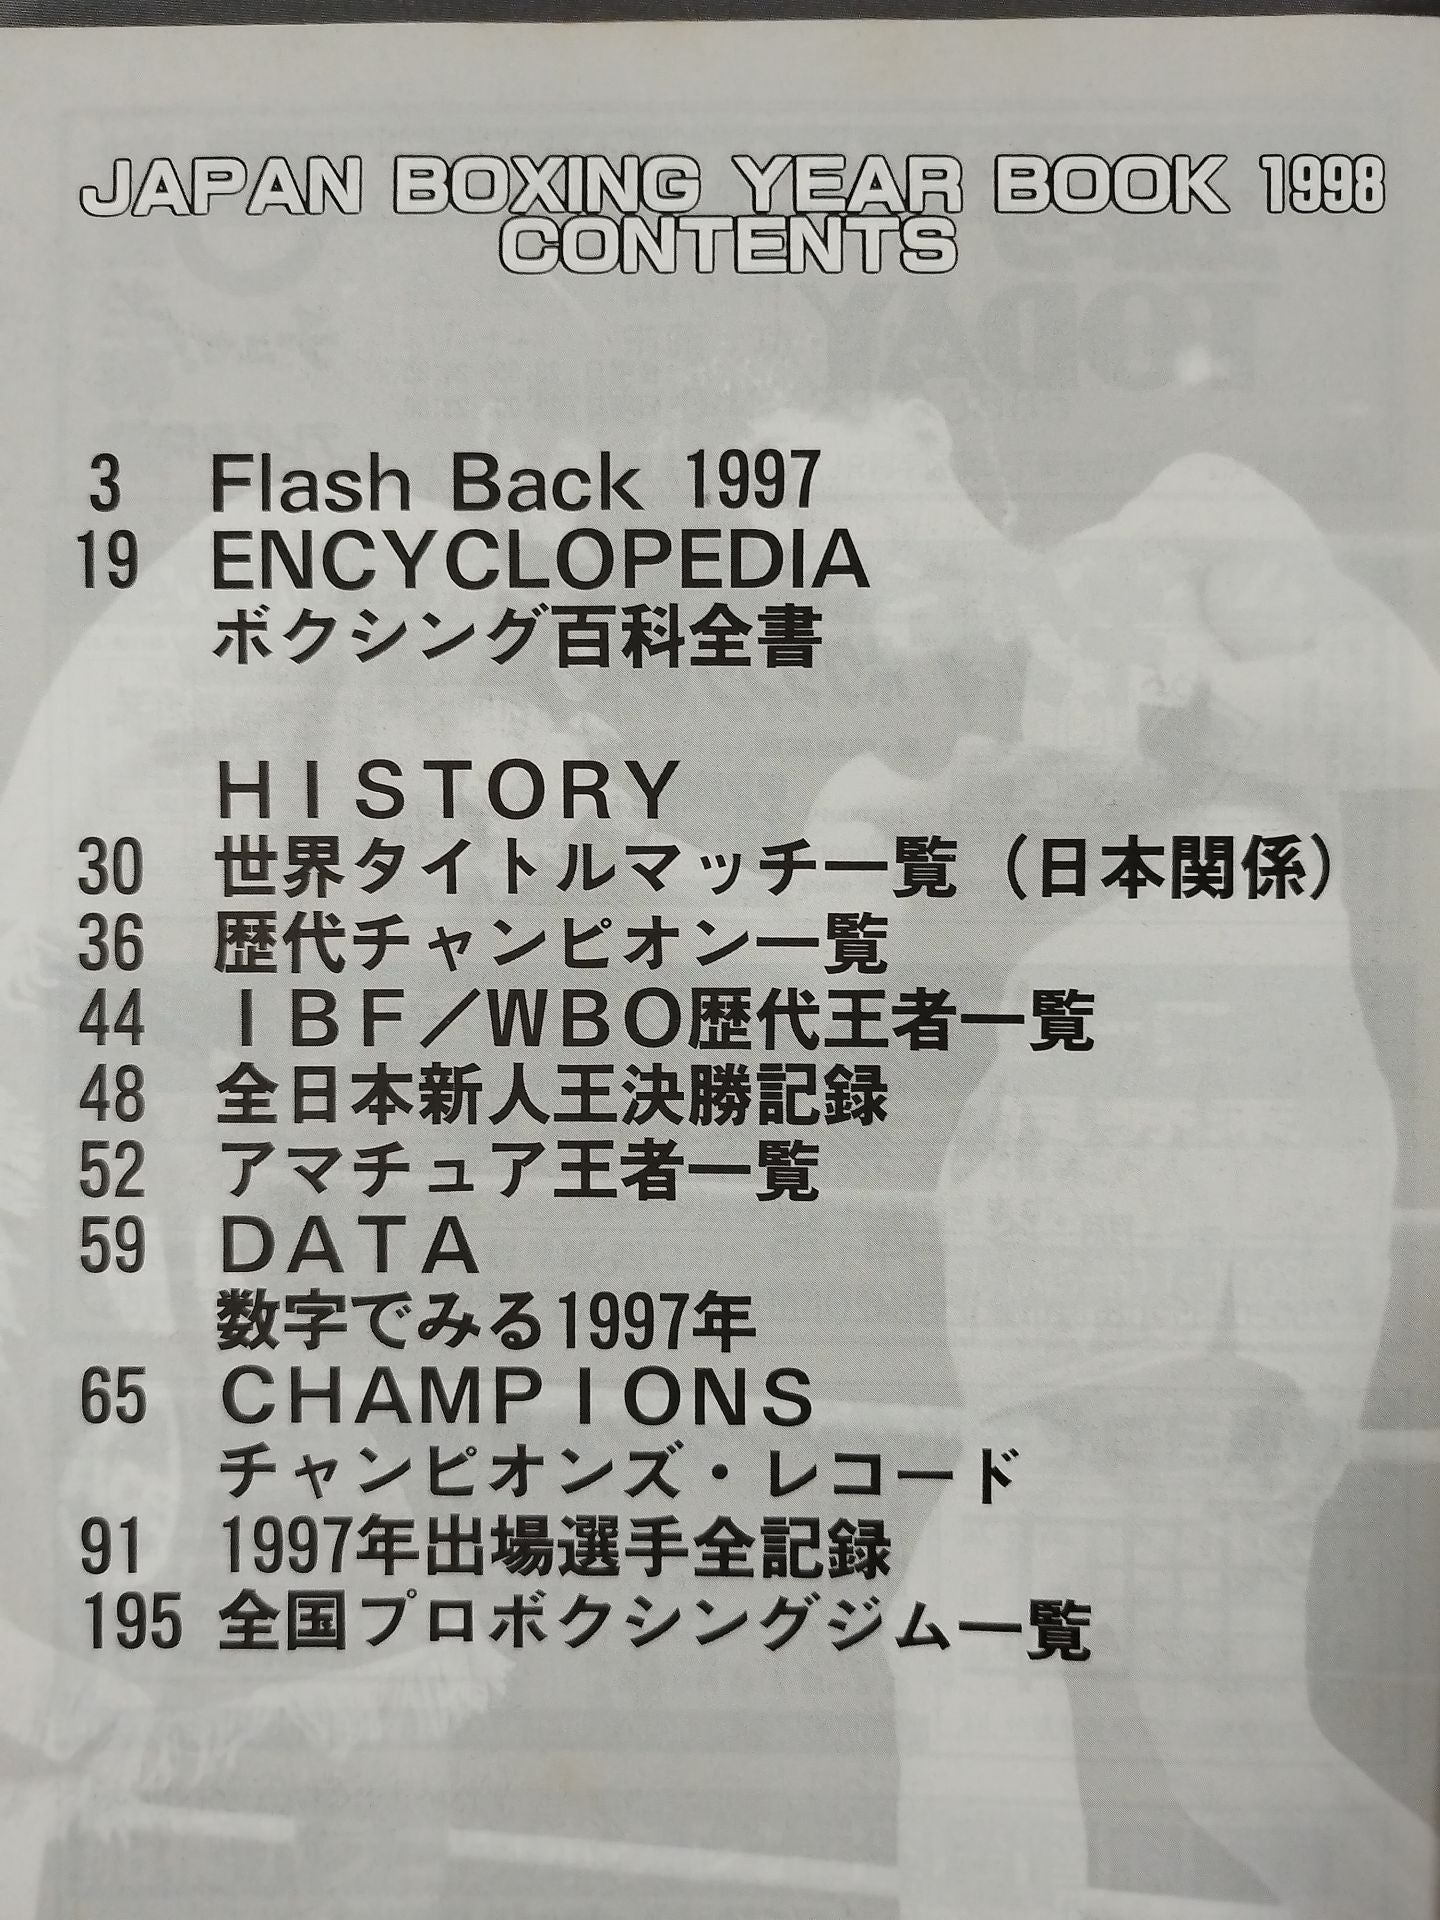 JAPAN BOXING YEAR BOOK 1998
CONTENTS
3 Flash Back 1997
19 ENCYCLOPEDIA
ボクシング百科全書
HISTORY
30 世界タイトルマッチ一覧（日本関係）
36 歴代チャンピオン一覧
44 IBF／WBO歴代王者一覧
48 全日本新人王決勝記録
52 アマチュア王者一覧
59 DATA
数字でみる1997年
65 CHAMPIONS
チャンピオンズ・レコード
91 1997年出場選手全記録
195 全国プロボクシングジム一覧